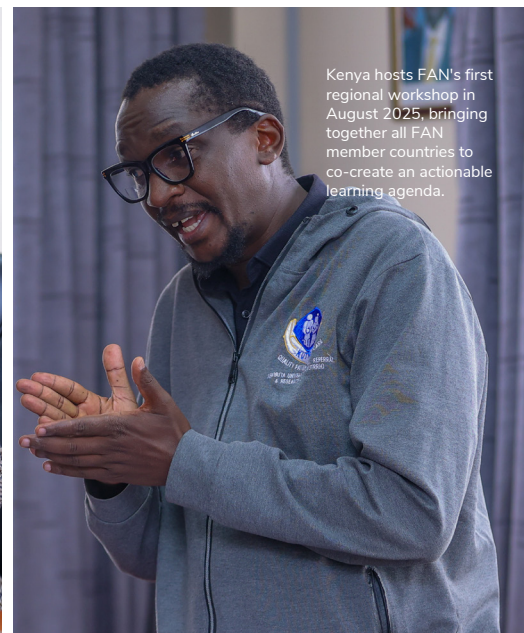 Kenya hosts FAN's first
regional workshop in
August 2025, bringing
together all FAN
member countries to
co-create an actionable
learning agenda.
QUALITY
REFERRAL